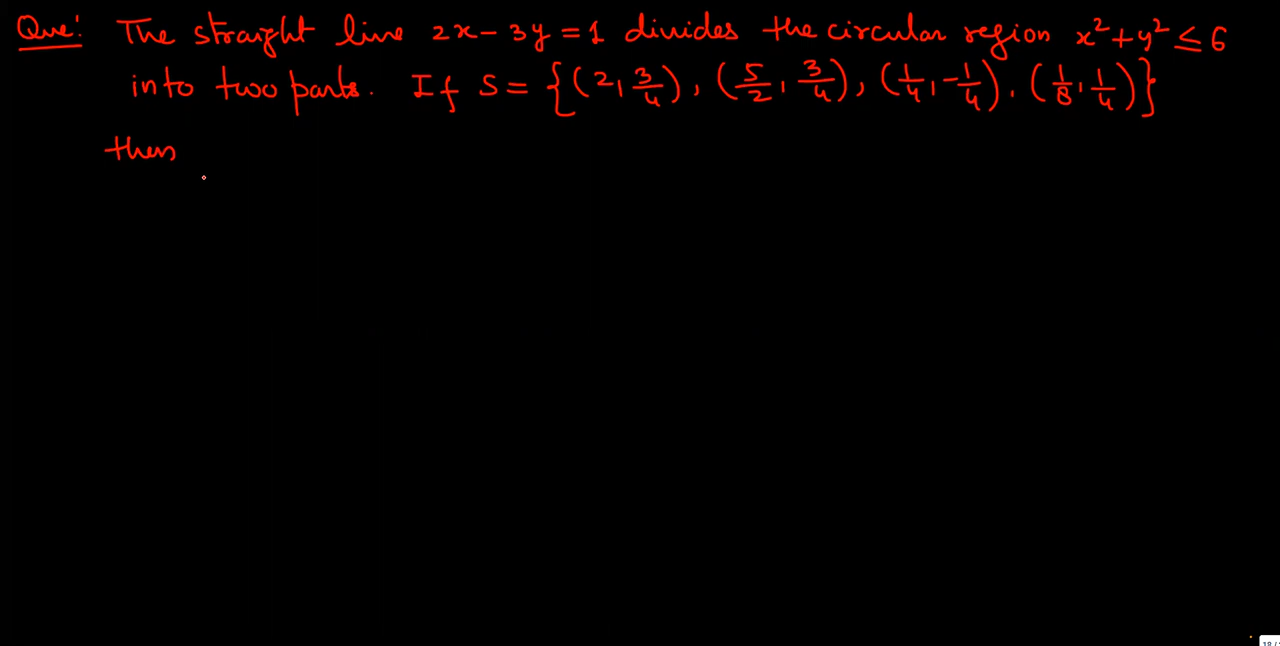 Que: The straight line 2x - 3y = 1 divides the circular region x² + y² ≤ 6
into two parts. If S = {(2, 3/4), (5/2, 3/4), (1/4, -1/4), (1/8, 1/4)}
then